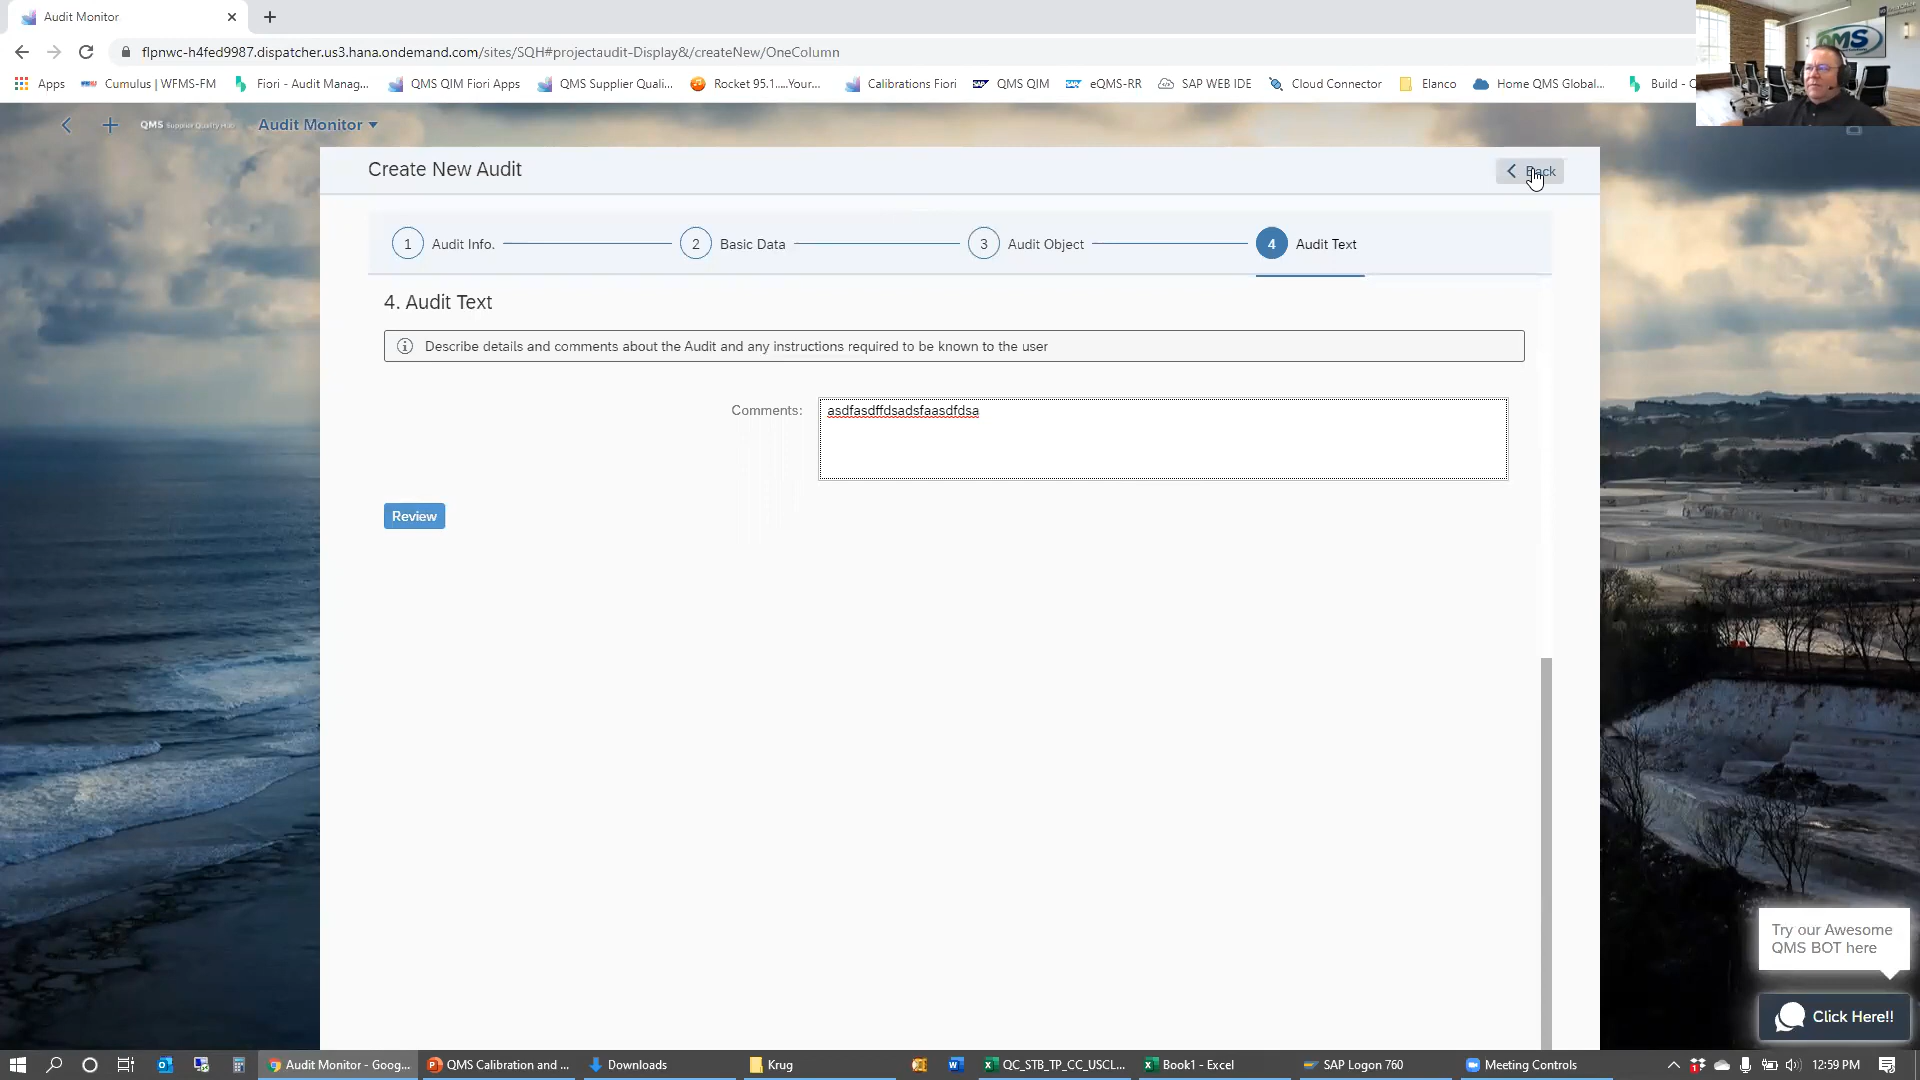 Audit Monitor
flpnwc-h4fed9987.dispatcher.us3.hana.ondemand.com/sites/SQH#projectaudit-Display&/createNew/OneColumn
Apps Cumulus | WFMS-FM Fiori - Audit Manag... QMS QIM Fiori Apps QMS Supplier Quali... Rocket 95.1.....Your... Calibrations Fiori QMS QIM eQMS-RR SAP WEB IDE Cloud Connector Elanco Home QMS Global... Build - C
QMS
QMS Supplier Quality Hub Audit Monitor
Create New Audit Back
1 Audit Info. 2 Basic Data 3 Audit Object 4 Audit Text
4. Audit Text
Describe details and comments about the Audit and any instructions required to be known to the user
Comments: asdfasdffdsadsfaasdfdsa
Review
Try our Awesome
QMS BOT here
Click Here!!
Audit Monitor - Goog... QMS Calibration and ... Downloads Krug QC_STB_TP_CC_USCL... Book1 - Excel SAP Logon 760 Meeting Controls 12:59 PM